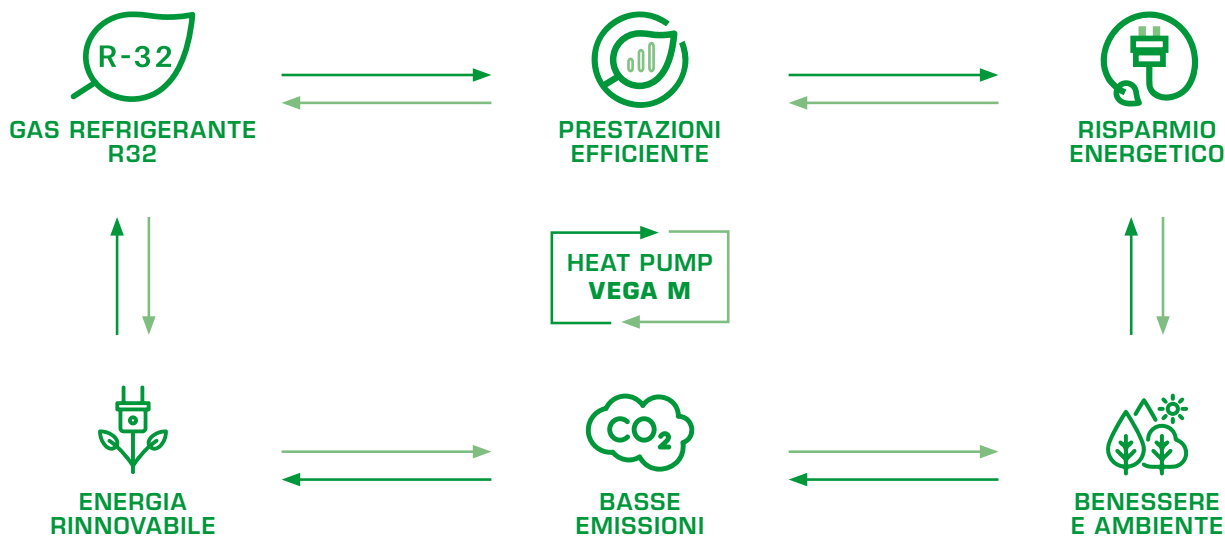 R-32
GAS REFRIGERANTE
R32
PRESTAZIONI
EFFICIENTE
RISPARMIO
ENERGETICO
HEAT PUMP
VEGA M
ENERGIA
RINNOVABILE
CO₂
BASSE
EMISSIONI
BENESSERE
E AMBIENTE